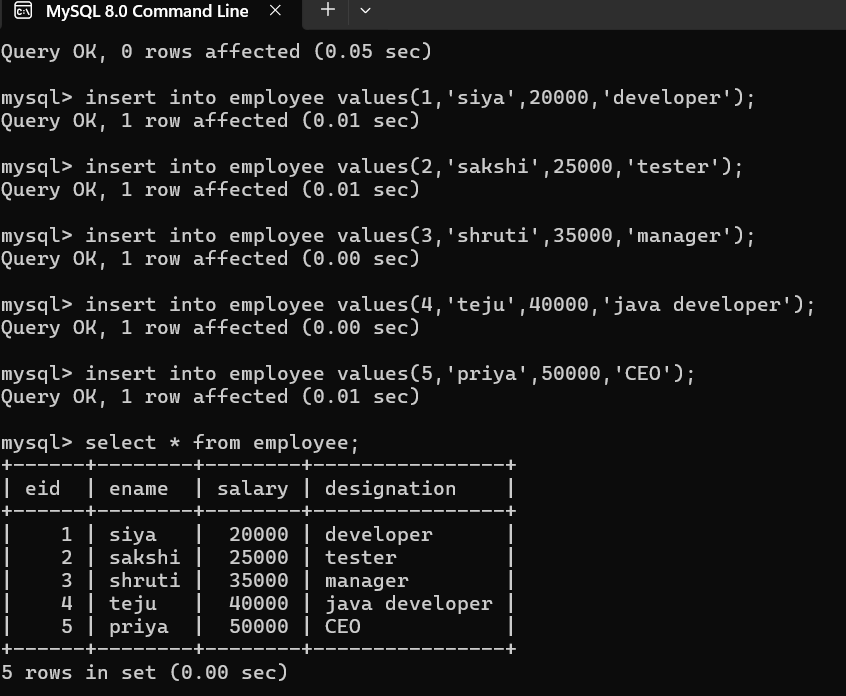 MySQL 8.0 Command Line
Query OK, 0 rows affected (0.05 sec)
mysql> insert into employee values(1,'siya',20000,'developer');
Query OK, 1 row affected (0.01 sec)
mysql> insert into employee values(2,'sakshi',25000,'tester');
Query OK, 1 row affected (0.01 sec)
mysql> insert into employee values(3,'shruti',35000,'manager');
Query OK, 1 row affected (0.00 sec)
mysql> insert into employee values(4,'teju',40000,'java developer');
Query OK, 1 row affected (0.00 sec)
mysql> insert into employee values(5,'priya',50000,'CEO');
Query OK, 1 row affected (0.01 sec)
mysql> select * from employee;
+------+--------+--------+----------------+
| eid  | ename  | salary | designation    |
+------+--------+--------+----------------+
|    1 | siya   |  20000 | developer      |
|    2 | sakshi |  25000 | tester         |
|    3 | shruti |  35000 | manager        |
|    4 | teju   |  40000 | java developer |
|    5 | priya  |  50000 | CEO            |
+------+--------+--------+----------------+
5 rows in set (0.00 sec)